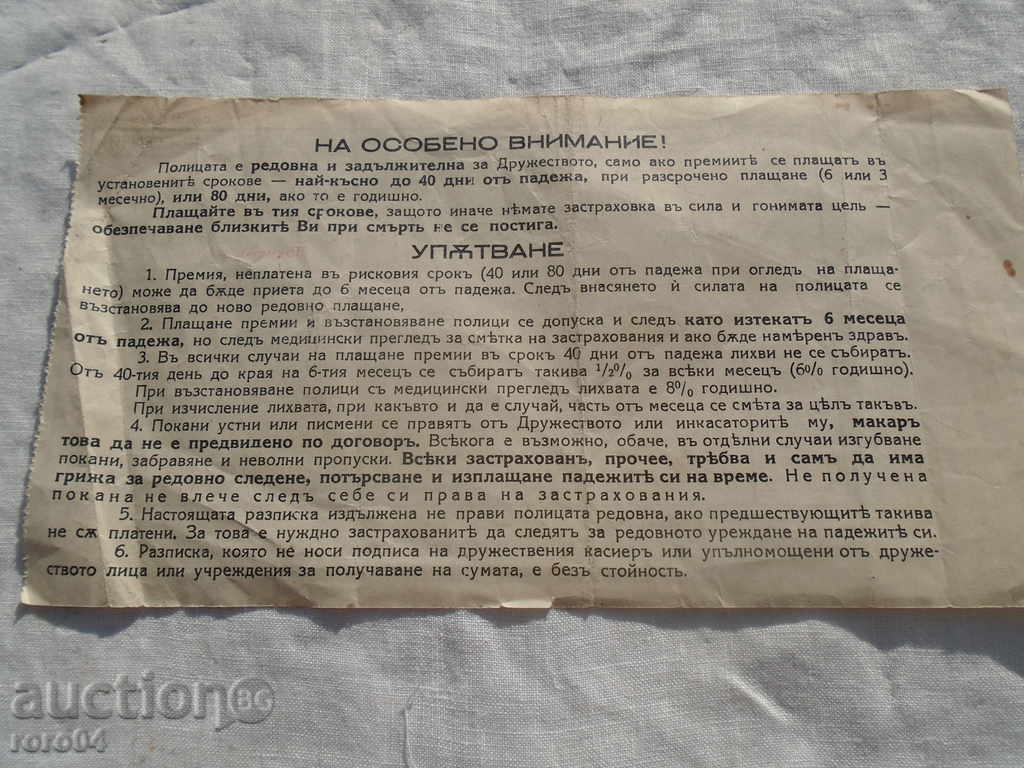 НА ОСОБЕНО ВНИМАНИЕ!
Полицата е редовна и задължителна за Дружеството, само ако премиитѣ се плащатъ въ
установенитѣ срокове — най-късно до 40 дни отъ падежа, при разсрочено плащане (6 или 3
месечно), или 80 дни, ако то е годишно.
Плащайте въ тия срокове, защото иначе нѣмате застраховка въ сила и гонимата цель —
обезпечаване близкитѣ Ви при смърть не се постига.
УПѪТВАНЕ
1. Премия, неплатена въ рисковия срокъ (40 или 80 дни отъ падежа при огледъ на плаща-
нето) може да бѫде приета до 6 месеца отъ падежа. Следъ внасянето ѝ силата на полицата се
възстановява до ново редовно плащане,
2. Плащане премии и възстановяване полици се допуска и следъ като изтекатъ 6 месеца
отъ падежа, но следъ медицински прегледъ за смѣтка на застрахования и ако бѫде намѣренъ здравъ.
3. Въ всички случаи на плащане премии въ срокъ 40 дни отъ падежа лихви не се събиратъ.
Отъ 40-тия день до края на 6-тия месецъ се събиратъ такива ½% за всеки месецъ (6% годишно).
При възстановяване полици съ медицински прегледъ лихвата е 8% годишно.
При изчисление лихвата, при какъвто и да е случай, часть отъ месеца се смѣта за цѣлъ такъвъ.
4. Покани устни или писмени се правятъ отъ Дружеството или инкасаторитѣ му, макаръ
това да не е предвидено по договоръ. Всѣкога е възможно, обаче, въ отдѣлни случаи изгубване
покани, забравяне и неволни пропуски. Всѣки застрахованъ, прочее, трѣбва и самъ да има
грижа за редовно следене, потърсване и изплащане падежитѣ си на време. Не получена
покана не влече следъ себе си права на застрахования.
5. Настоящата разписка издължена не прави полицата редовна, ако предшествующитѣ такива
не сѫ платени. За това е нуждно застрахованитѣ да следятъ за редовното уреждане на падежитѣ си.
6. Разписка, която не носи подписа на дружествения касиеръ или упълномощени отъ друже-
ството лица или учреждения за получаване на сумата, е безъ стойность.
auction BG
roro04